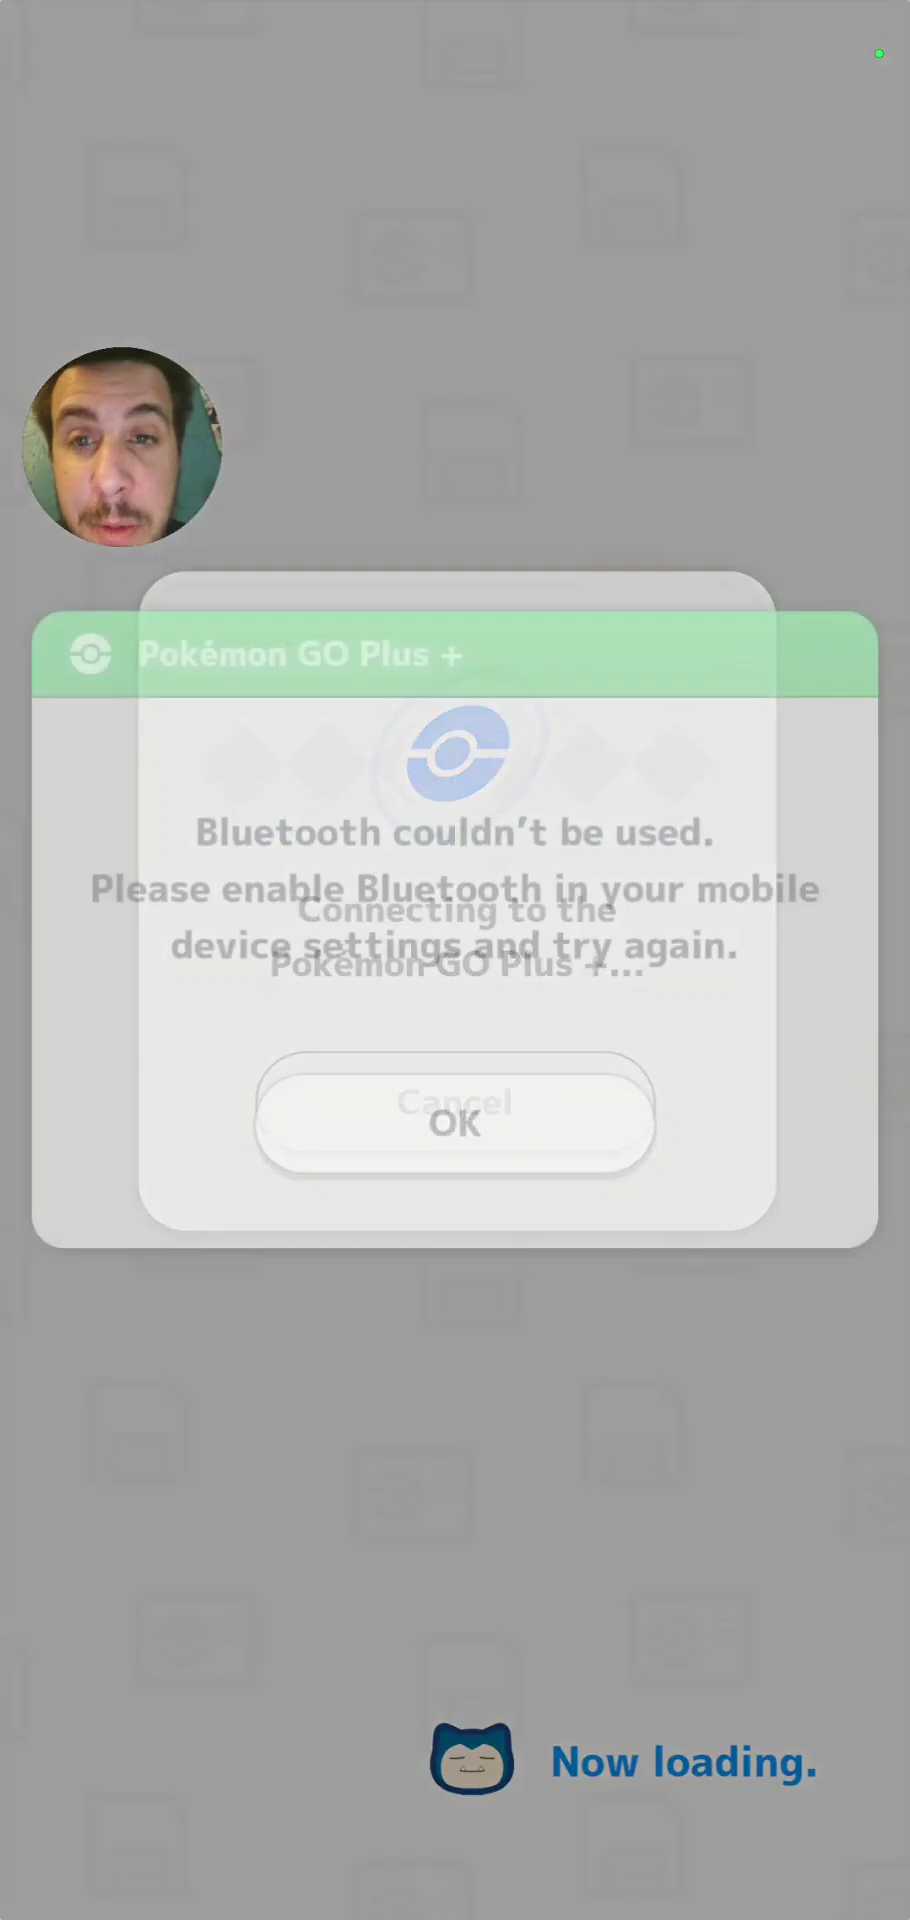 Pokémon GO Plus +
Bluetooth couldn't be used.
Please enable Bluetooth in your mobile
device settings and try again.
Connecting to the
Pokémon GO Plus +...
Cancel
OK
Now loading.